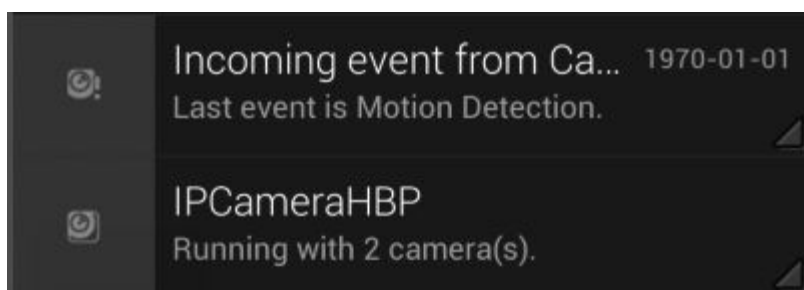 Incoming event from Ca... 1970-01-01
Last event is Motion Detection.
IPCameraHBP
Running with 2 camera(s).